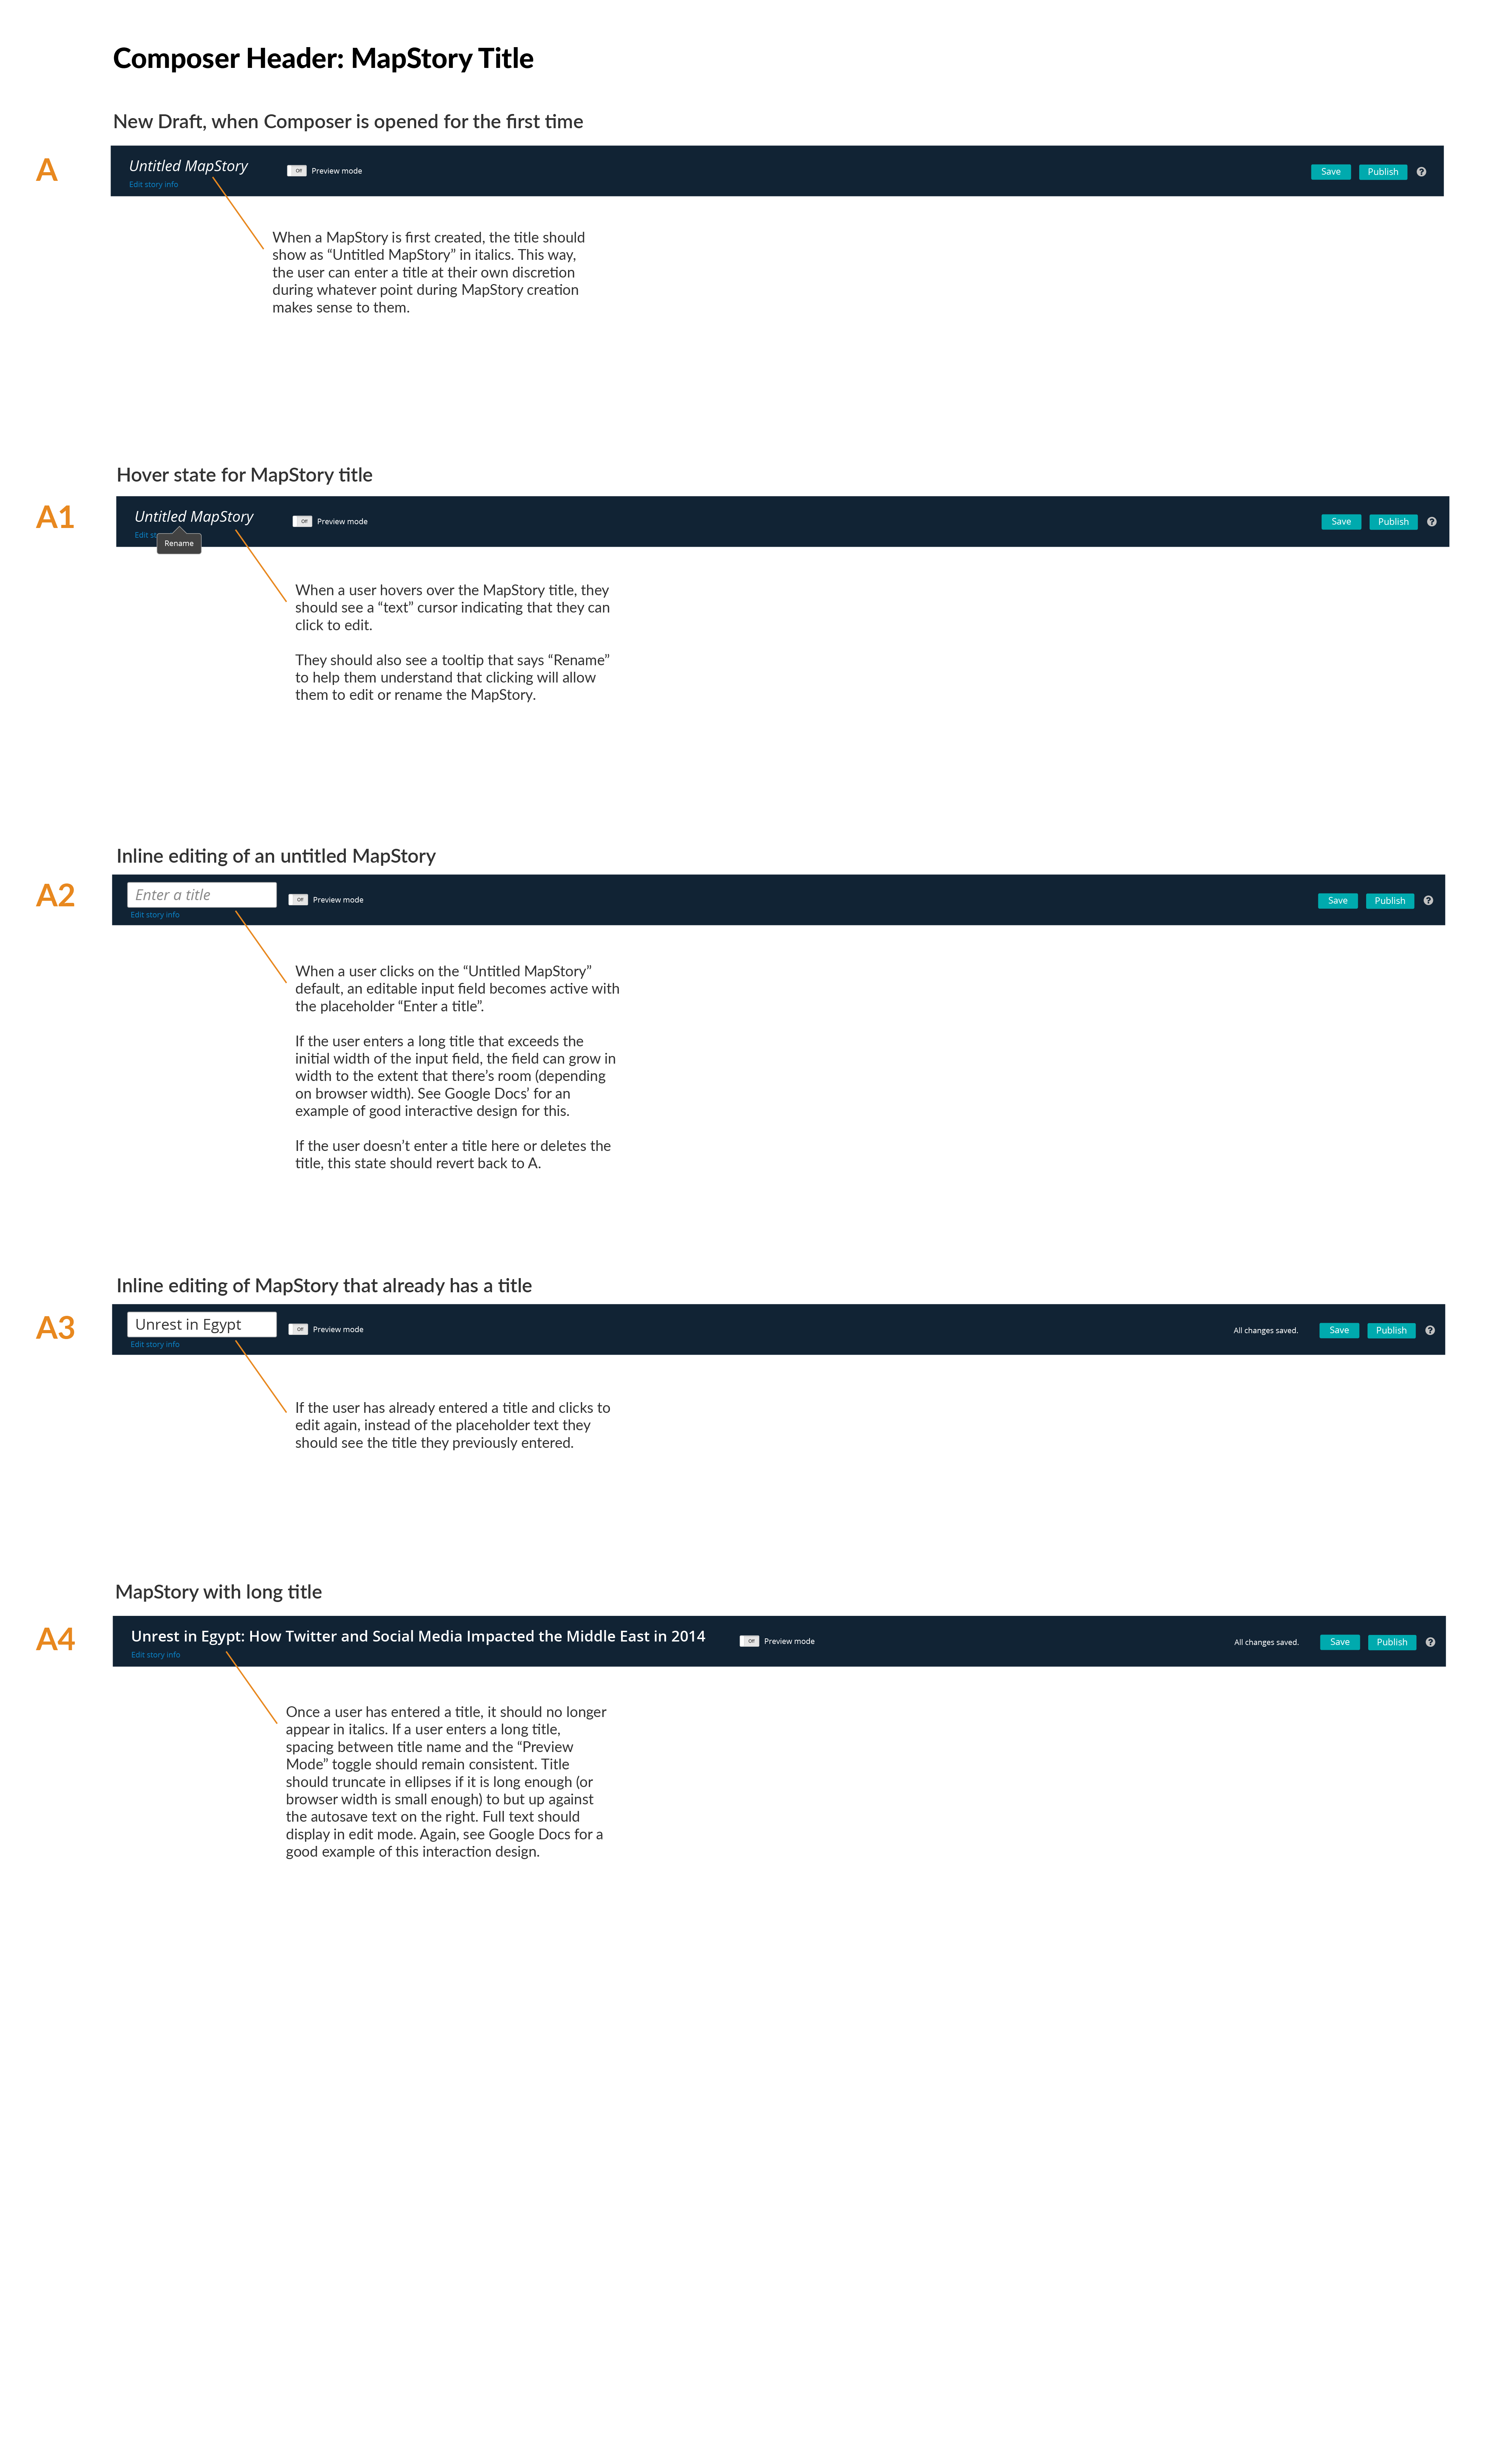 Composer Header: MapStory Title
New Draft, when Composer is opened for the first time
A
Untitled MapStory
Edit story info
Off
Preview mode
Save
Publish
?
When a MapStory is first created, the title should
show as “Untitled MapStory” in italics. This way,
the user can enter a title at their own discretion
during whatever point during MapStory creation
makes sense to them.
Hover state for MapStory title
A1
Untitled MapStory
Edit st
Rename
Off
Preview mode
Save
Publish
?
When a user hovers over the MapStory title, they
should see a “text” cursor indicating that they can
click to edit.
They should also see a tooltip that says “Rename”
to help them understand that clicking will allow
them to edit or rename the MapStory.
Inline editing of an untitled MapStory
A2
Enter a title
Edit story info
Off
Preview mode
Save
Publish
?
When a user clicks on the “Untitled MapStory”
default, an editable input field becomes active with
the placeholder “Enter a title”.
If the user enters a long title that exceeds the
initial width of the input field, the field can grow in
width to the extent that there’s room (depending
on browser width). See Google Docs’ for an
example of good interactive design for this.
If the user doesn’t enter a title here or deletes the
title, this state should revert back to A.
Inline editing of MapStory that already has a title
A3
Unrest in Egypt
Edit story info
Off
Preview mode
All changes saved.
Save
Publish
?
If the user has already entered a title and clicks to
edit again, instead of the placeholder text they
should see the title they previously entered.
MapStory with long title
A4
Unrest in Egypt: How Twitter and Social Media Impacted the Middle East in 2014
Edit story info
Off
Preview mode
All changes saved.
Save
Publish
?
Once a user has entered a title, it should no longer
appear in italics. If a user enters a long title,
spacing between title name and the “Preview
Mode” toggle should remain consistent. Title
should truncate in ellipses if it is long enough (or
browser width is small enough) to but up against
the autosave text on the right. Full text should
display in edit mode. Again, see Google Docs for a
good example of this interaction design.